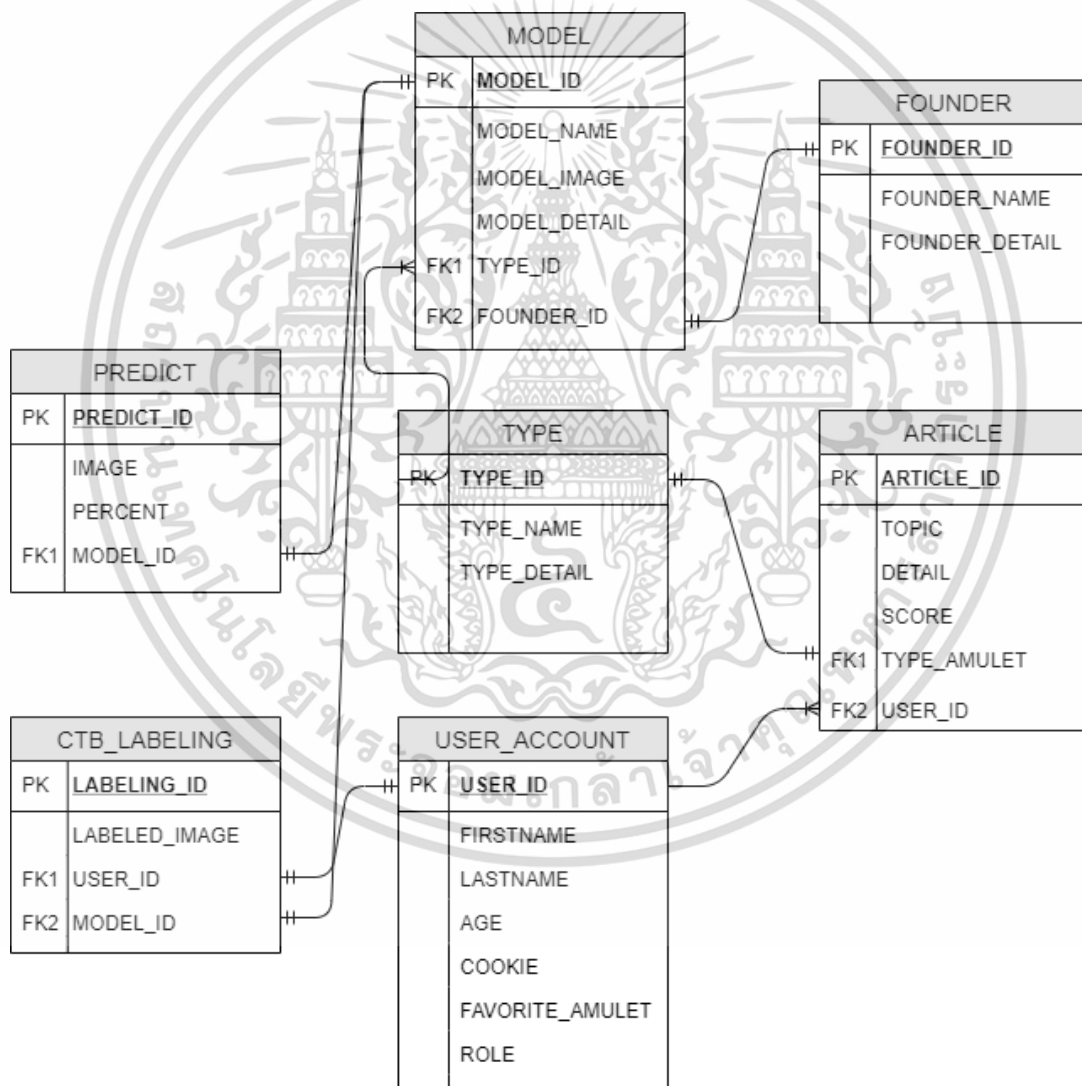 MODEL
PK MODEL_ID
MODEL_NAME
MODEL_IMAGE
MODEL_DETAIL
FK1 TYPE_ID
FK2 FOUNDER_ID
FOUNDER
PK FOUNDER_ID
FOUNDER_NAME
FOUNDER_DETAIL
PREDICT
PK PREDICT_ID
IMAGE
PERCENT
FK1 MODEL_ID
TYPE
PK TYPE_ID
TYPE_NAME
TYPE_DETAIL
ARTICLE
PK ARTICLE_ID
TOPIC
DETAIL
SCORE
FK1 TYPE_AMULET
FK2 USER_ID
CTB_LABELING
PK LABELING_ID
LABELED_IMAGE
FK1 USER_ID
FK2 MODEL_ID
USER_ACCOUNT
PK USER_ID
FIRSTNAME
LASTNAME
AGE
COOKIE
FAVORITE_AMULET
ROLE